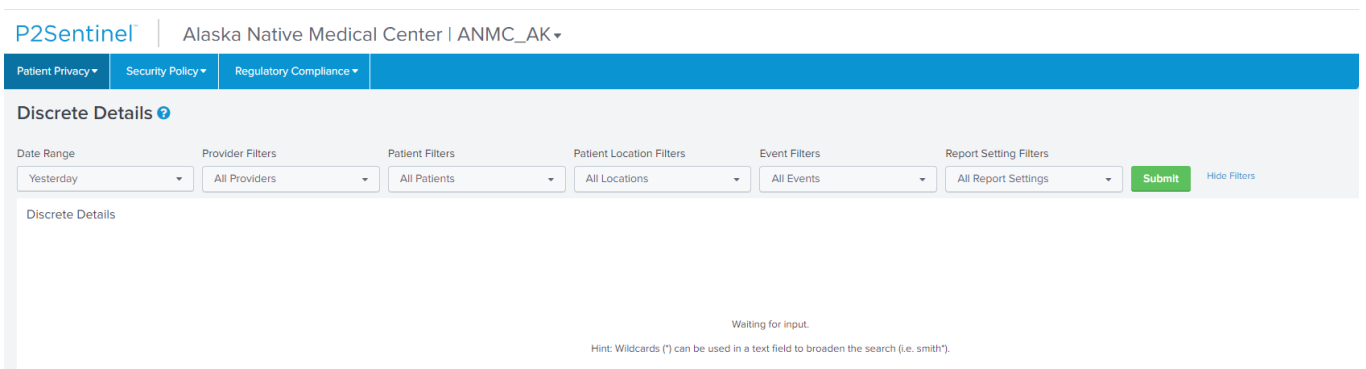 P2Sentinel™ Alaska Native Medical Center | ANMC_AK
Patient Privacy Security Policy Regulatory Compliance
Discrete Details ?
Date Range Provider Filters Patient Filters Patient Location Filters Event Filters Report Setting Filters
Yesterday All Providers All Patients All Locations All Events All Report Settings Submit Hide Filters
Discrete Details
Waiting for input.
Hint: Wildcards (*) can be used in a text field to broaden the search (i.e. smith*).